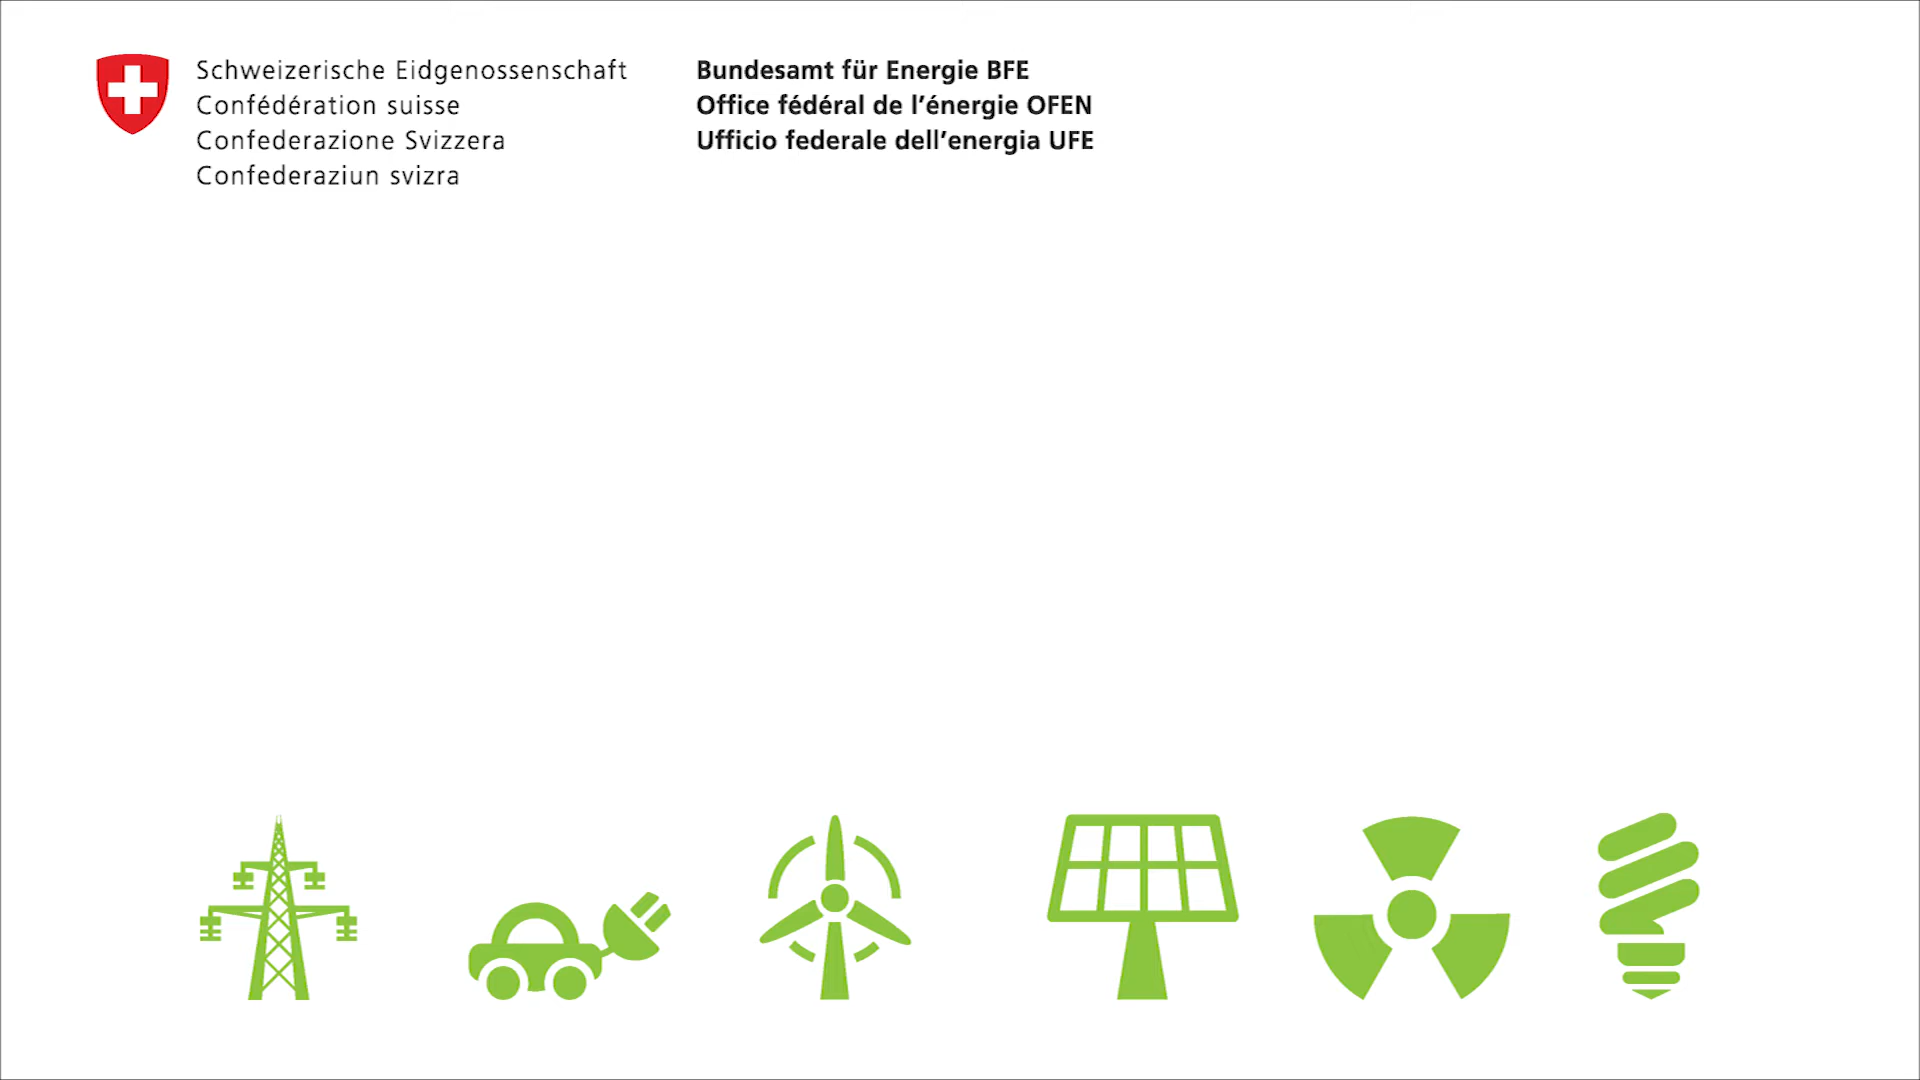 Schweizerische Eidgenossenschaft
Confédération suisse
Confederazione Svizzera
Confederaziun svizra
Bundesamt für Energie BFE
Office fédéral de l’énergie OFEN
Ufficio federale dell’energia UFE